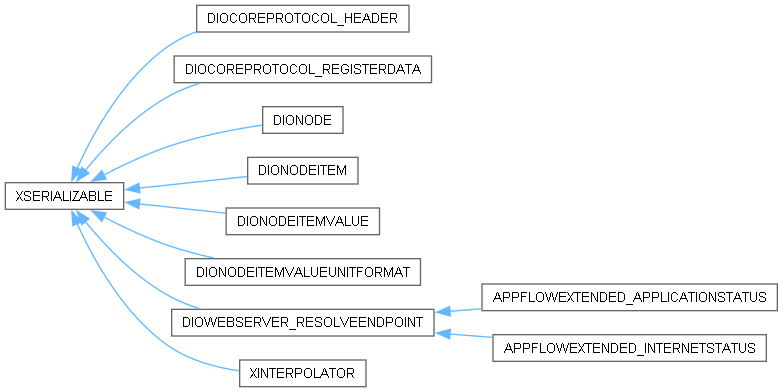 DIOCOREPROTOCOL_HEADER
DIOCOREPROTOCOL_REGISTERDATA
DIONODE
DIONODEITEM
XSERIALIZABLE
DIONODEITEMVALUE
DIONODEITEMVALUEUNITFORMAT
APPFLOWEXTENDED_APPLICATIONSTATUS
DIOWEBSERVER_RESOLVEENDPOINT
APPFLOWEXTENDED_INTERNETSTATUS
XINTERPOLATOR